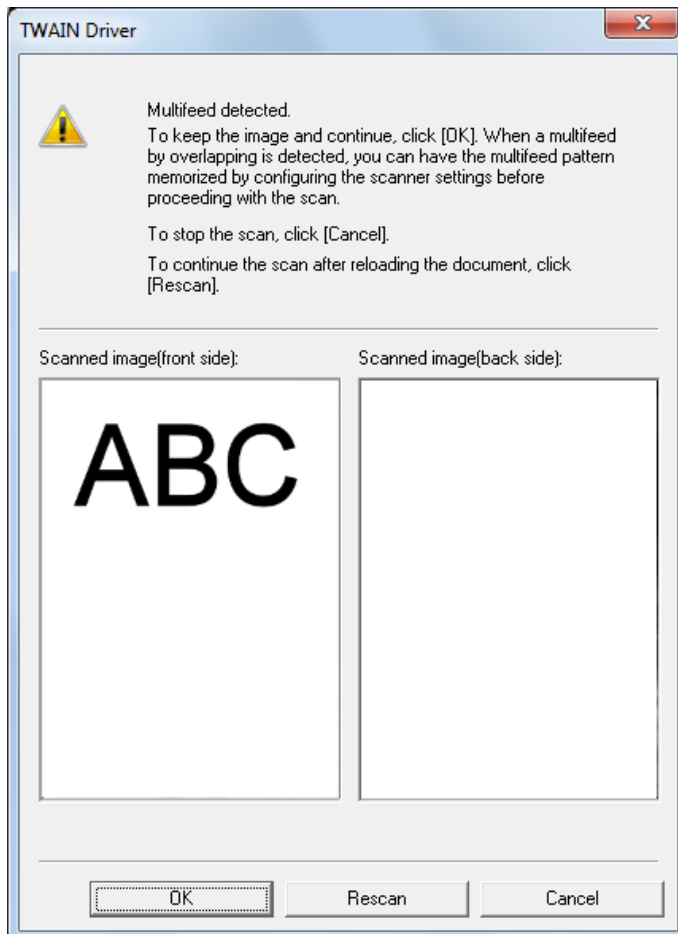 TWAIN Driver
Multifeed detected.
To keep the image and continue, click [OK]. When a multifeed
by overlapping is detected, you can have the multifeed pattern
memorized by configuring the scanner settings before
proceeding with the scan.
To stop the scan, click [Cancel].
To continue the scan after reloading the document, click
[Rescan].
Scanned image(front side):
Scanned image(back side):
ABC
OK
Rescan
Cancel